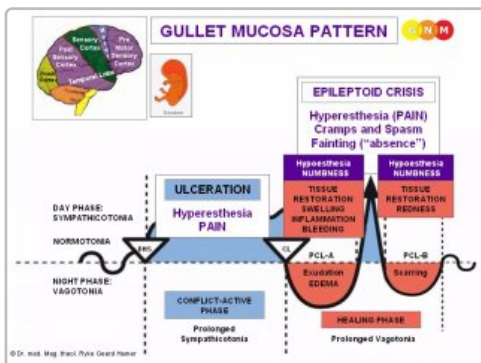 GULLET MUCOSA PATTERN
GNM
Sensory
Cortex
Post
Sensory
Cortex
Pre
Motor
Sensory
Cortex
Temporal Lobe
EPILEPTOID CRISIS
Hyperesthesia (PAIN)
Cramps and Spasm
Fainting ("absence")
Hypoesthesia
NUMBNESS
Hypoesthesia
NUMBNESS
ULCERATION
Hyperesthesia
PAIN
TISSUE
RESTORATION
SWELLING
INFLAMMATION
BLEEDING
TISSUE
RESTORATION
REDNESS
DAY PHASE:
SYMPATHICOTONIA
NORMOTONIA
DHS
CL
PCL-A
PCL-B
NIGHT PHASE:
VAGOTONIA
Exudation
EDEMA
Scarring
CONFLICT-ACTIVE
PHASE
HEALING PHASE
Prolonged
Sympathicotonia
Prolonged Vagotonia
© Dr. med. Mag. theol. Ryke Geerd Hamer